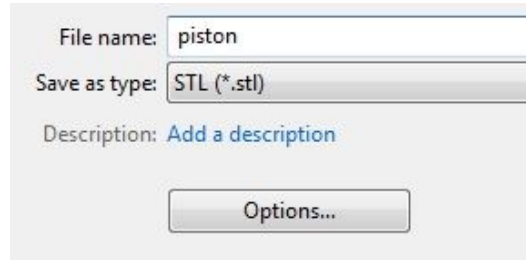 File name: piston
Save as type: STL (*.stl)
Description: Add a description
Options...